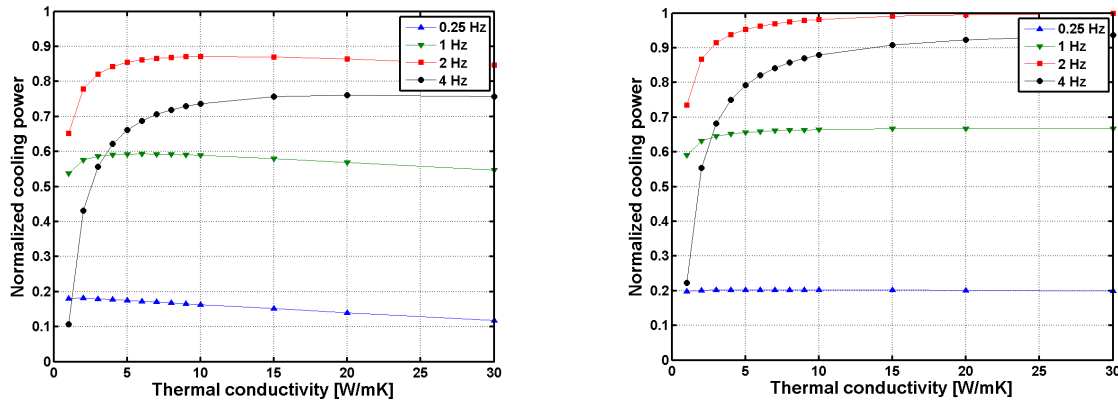 1
0.9
0.8
0.7
0.6
0.5
0.4
0.3
0.2
0.1
0
0 5 10 15 20 25 30
Normalized cooling power
Thermal conductivity [W/mK]
0.25 Hz
1 Hz
2 Hz
4 Hz
1
0.9
0.8
0.7
0.6
0.5
0.4
0.3
0.2
0.1
0
0 5 10 15 20 25 30
Normalized cooling power
Thermal conductivity [W/mK]
0.25 Hz
1 Hz
2 Hz
4 Hz